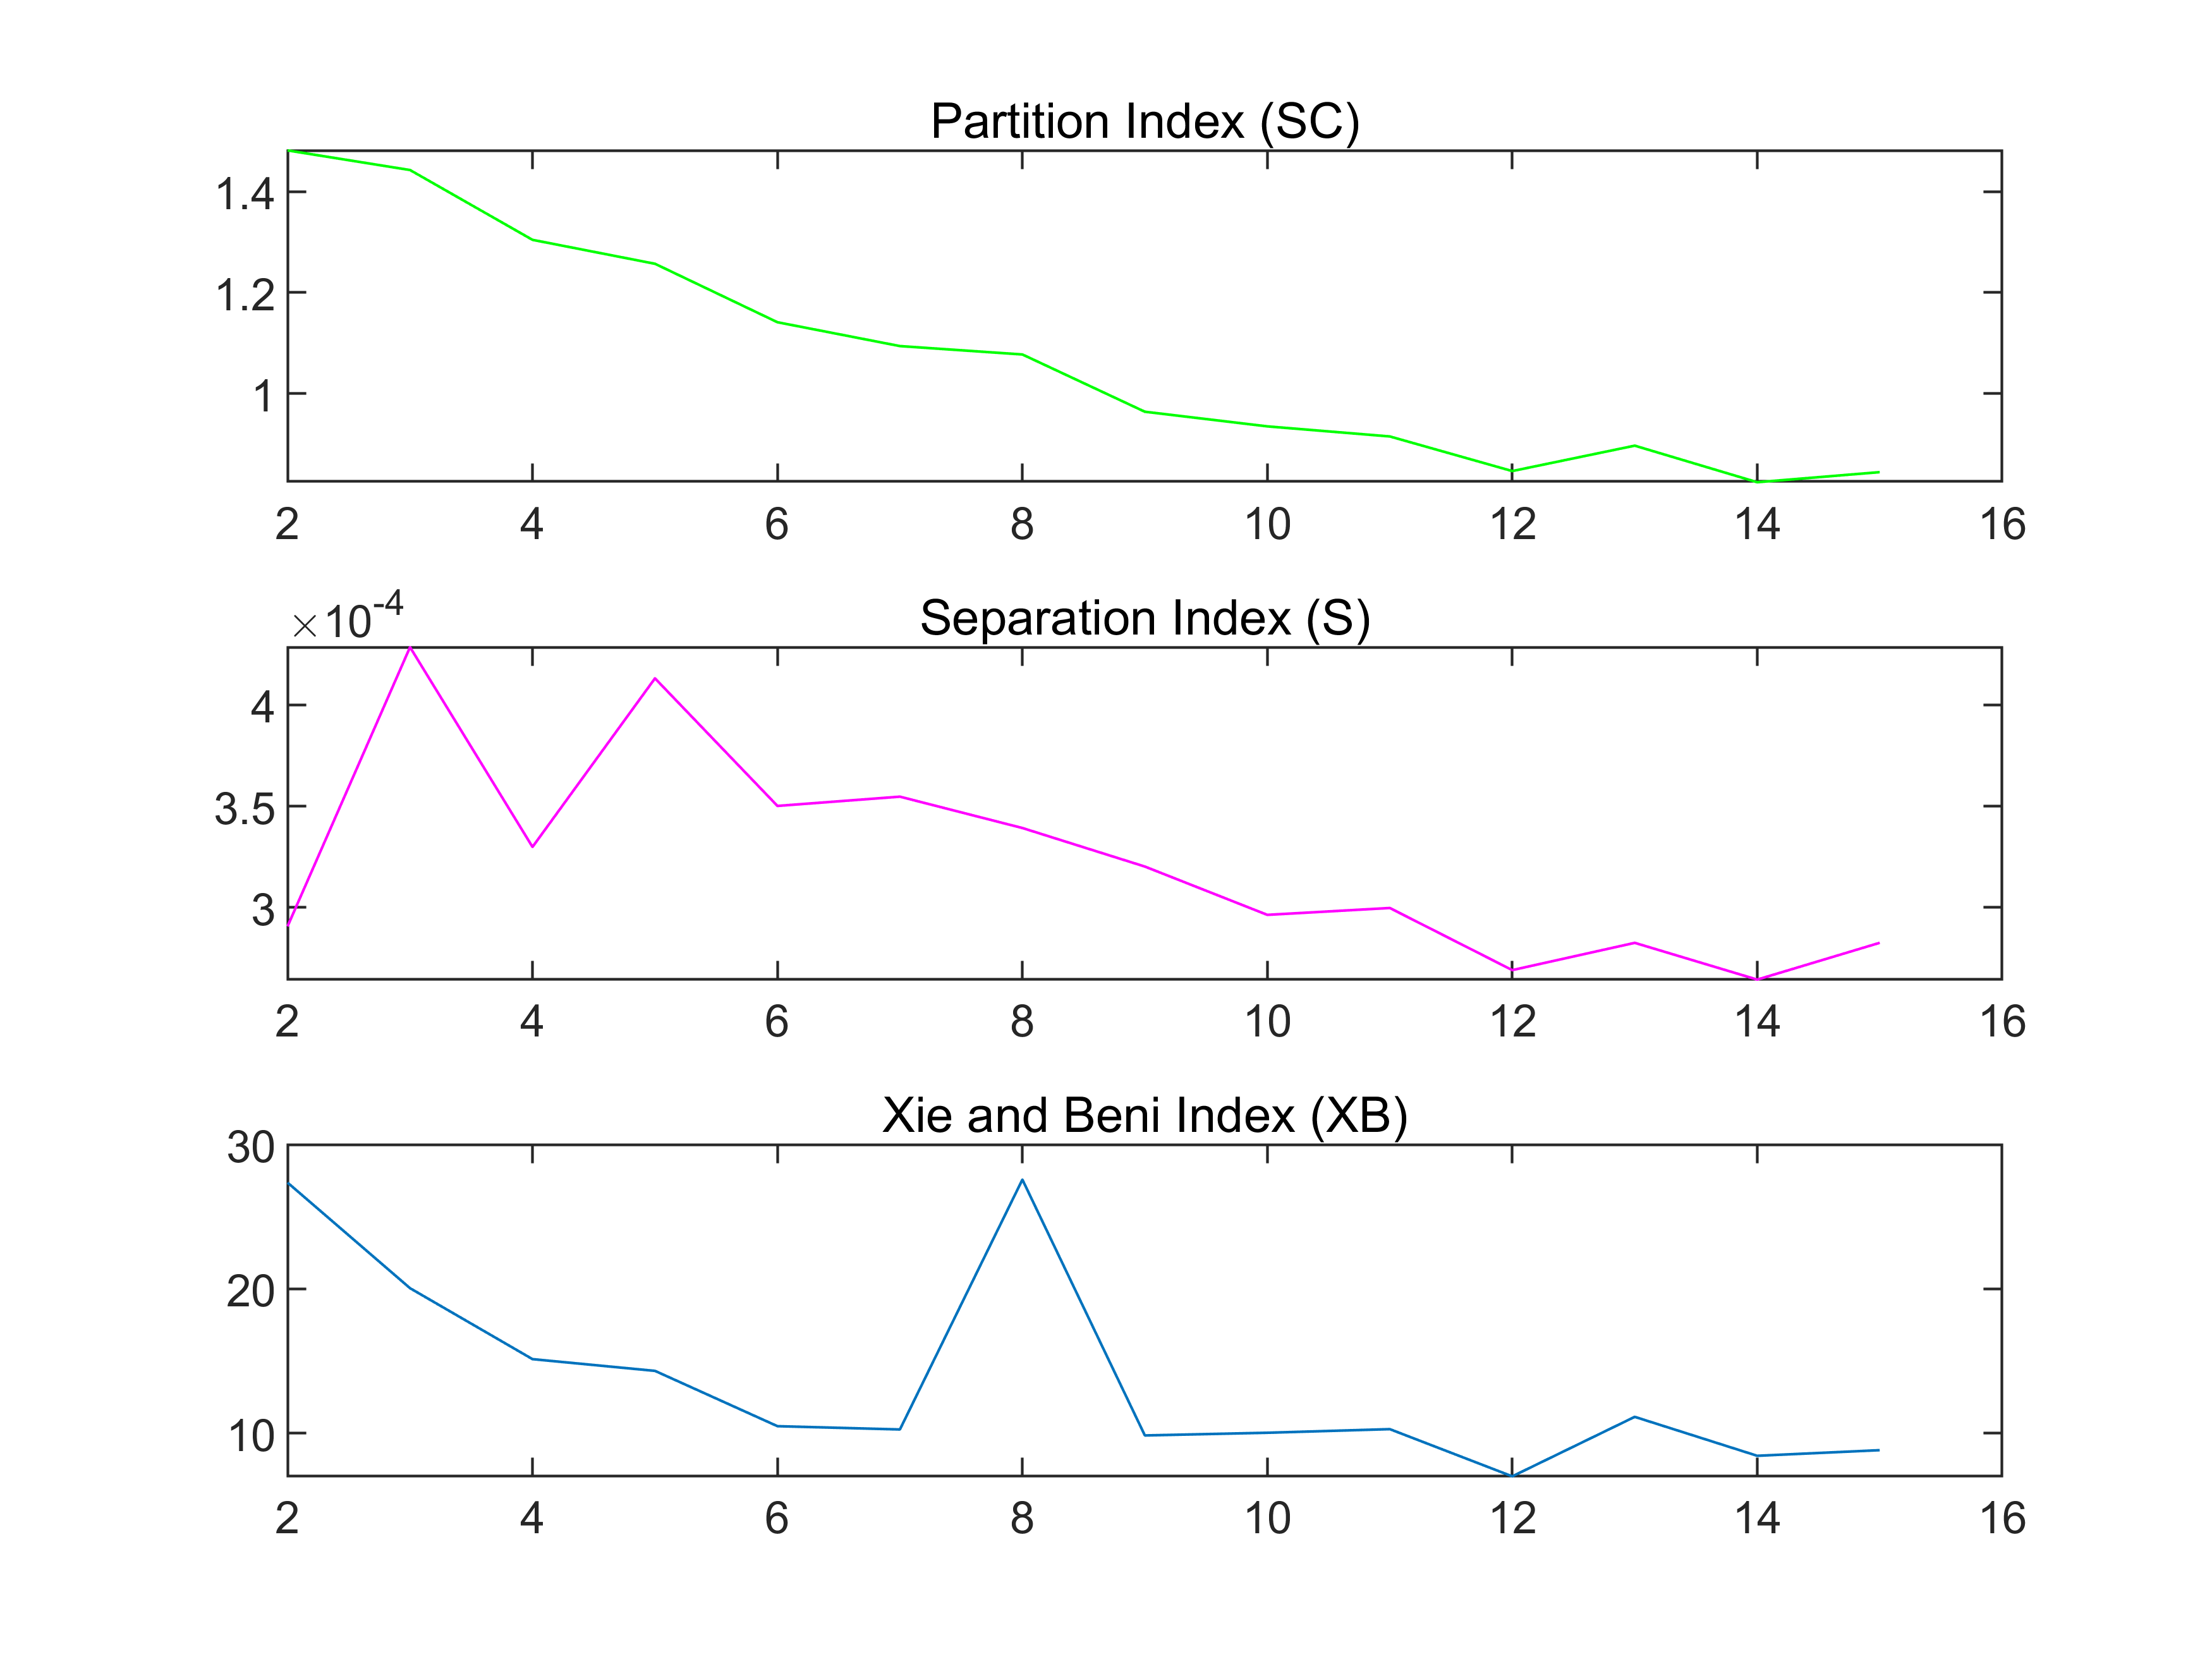 Partition Index (SC)
1.4
1.2
1
2 4 6 8 10 12 14 16
×10-4
Separation Index (S)
4
3.5
3
2 4 6 8 10 12 14 16
Xie and Beni Index (XB)
30
20
10
2 4 6 8 10 12 14 16